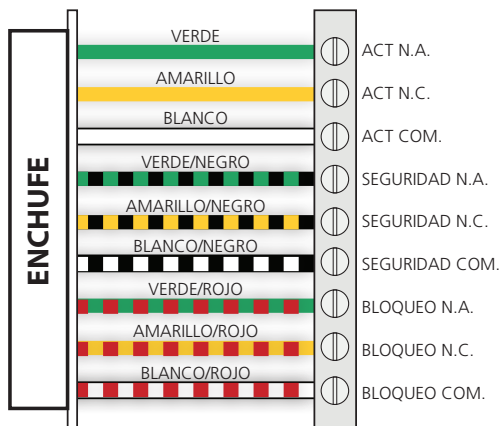 ENCHUFE
VERDE
ACT N.A.
AMARILLO
ACT N.C.
BLANCO
ACT COM.
VERDE/NEGRO
SEGURIDAD N.A.
AMARILLO/NEGRO
SEGURIDAD N.C.
BLANCO/NEGRO
SEGURIDAD COM.
VERDE/ROJO
BLOQUEO N.A.
AMARILLO/ROJO
BLOQUEO N.C.
BLANCO/ROJO
BLOQUEO COM.